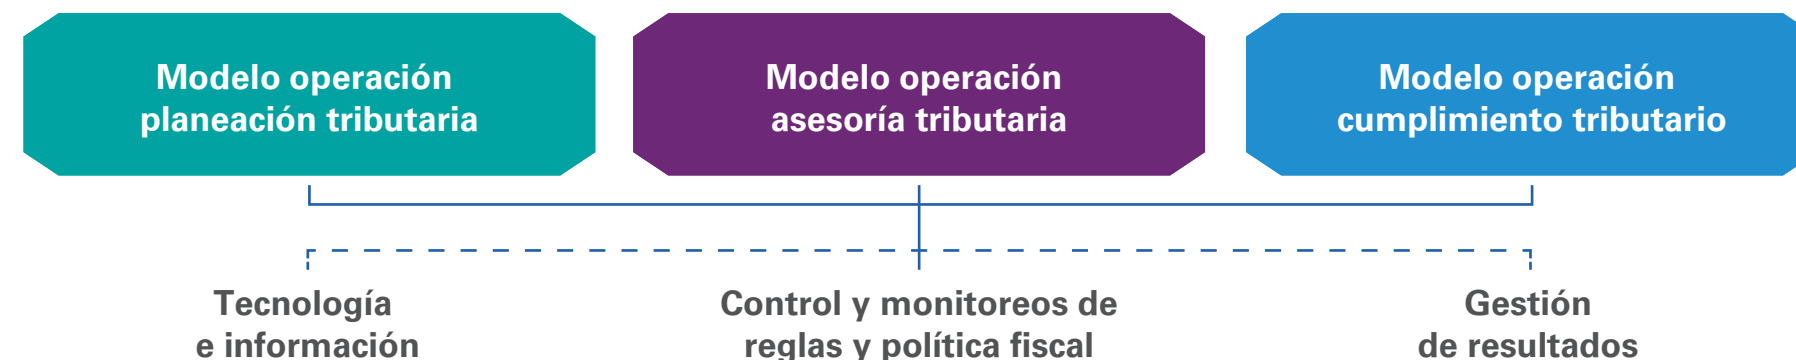 Modelo operación
planeación tributaria
Modelo operación
asesoría tributaria
Modelo operación
cumplimiento tributario
Tecnología
e información
Control y monitoreos de
reglas y política fiscal
Gestión
de resultados